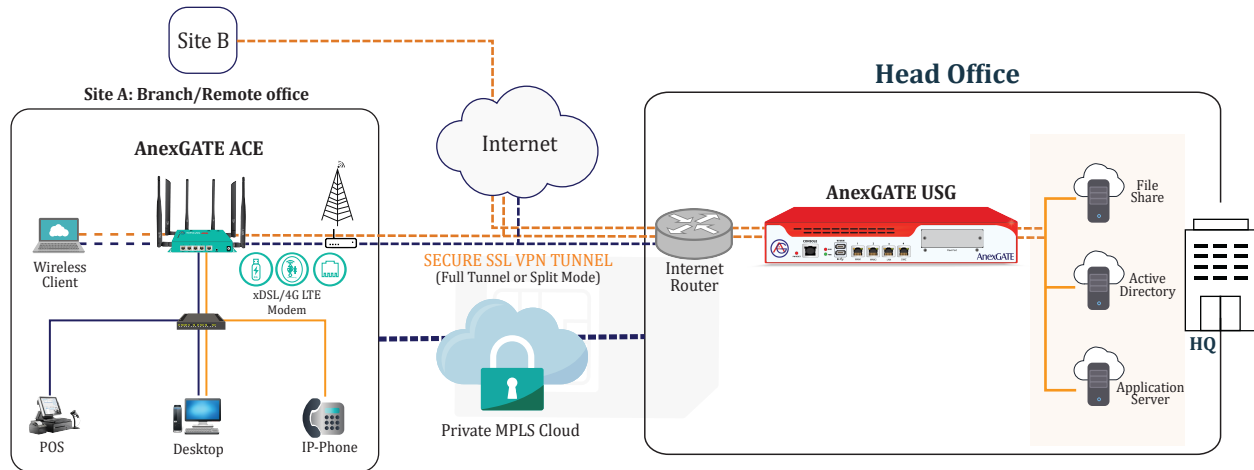 Site B
Head Office
Site A: Branch/Remote office
AnexGATE ACE
Internet
File
Share
AnexGATE USG
CONSOLE
AnexGATE
SECURE SSL VPN TUNNEL
(Full Tunnel or Split Mode)
Internet
Router
Wireless
Client
xDSL/4G LTE
Modem
Active
Directory
HQ
Application
Server
Private MPLS Cloud
POS
Desktop
IP-Phone